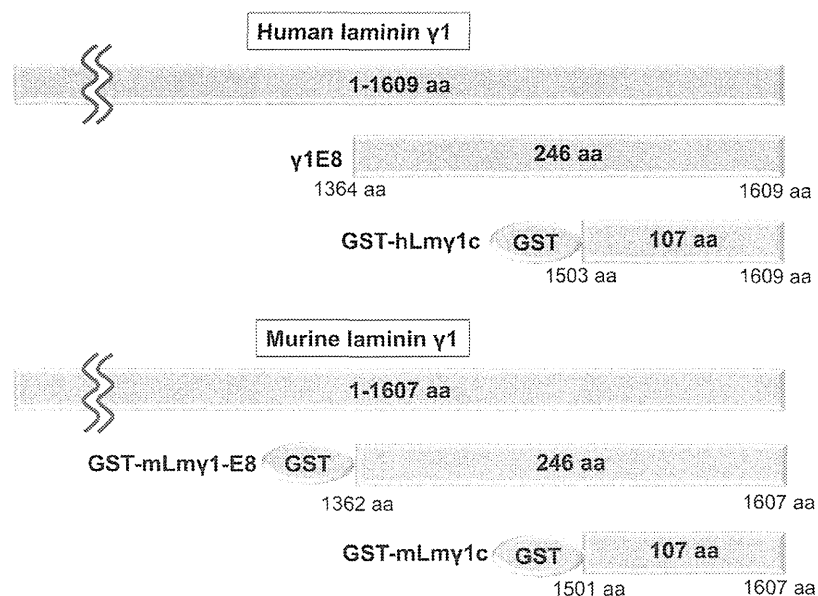 Human laminin γ1
1-1609 aa
γ1E8
246 aa
1364 aa
1609 aa
GST-hLmγ1c
GST
107 aa
1503 aa
1609 aa
Murine laminin γ1
1-1607 aa
GST-mLmγ1-E8
GST
246 aa
1362 aa
1607 aa
GST-mLmγ1c
GST
107 aa
1501 aa
1607 aa